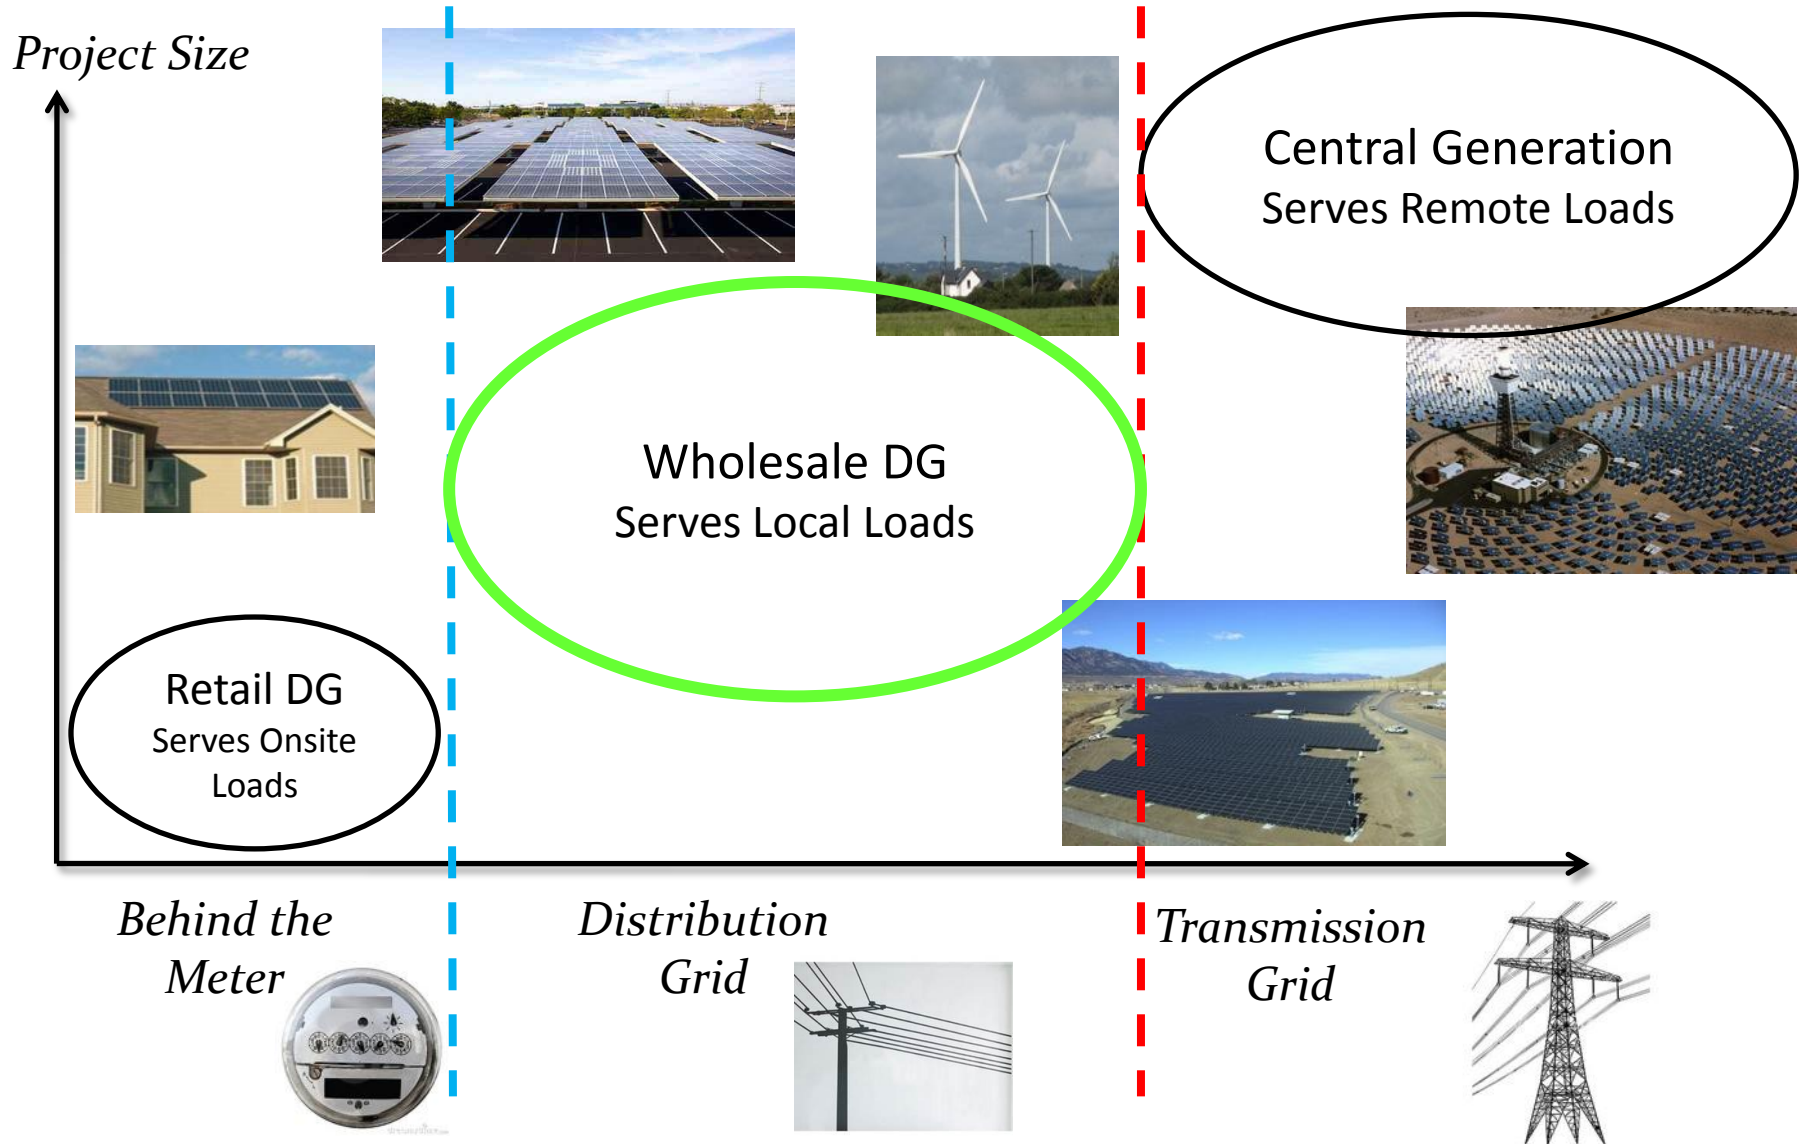 Project Size
Central Generation
Serves Remote Loads
Wholesale DG
Serves Local Loads
Retail DG
Serves Onsite
Loads
Behind the
Meter
Distribution
Grid
Transmission
Grid